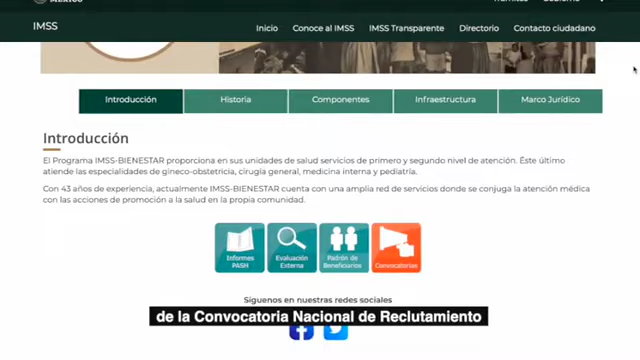 MÉXICO
Trámites
Gobierno
IMSS
Inicio
Conoce al IMSS
IMSS Transparente
Directorio
Contacto ciudadano
Introducción
Historia
Componentes
Infraestructura
Marco Jurídico
Introducción
El Programa IMSS-BIENESTAR proporciona en sus unidades de salud servicios de primero y segundo nivel de atención. Éste último
atiende las especialidades de gineco-obstetricia, cirugía general, medicina interna y pediatría.
Con 43 años de experiencia, actualmente IMSS-BIENESTAR cuenta con una amplia red de servicios donde se conjuga la atención médica
con las acciones de promoción a la salud en la propia comunidad.
Informes
PASH
Evaluación
Externa
Padrón de
Beneficiarios
Convocatorias
Síguenos en nuestras redes sociales
de la Convocatoria Nacional de Reclutamiento